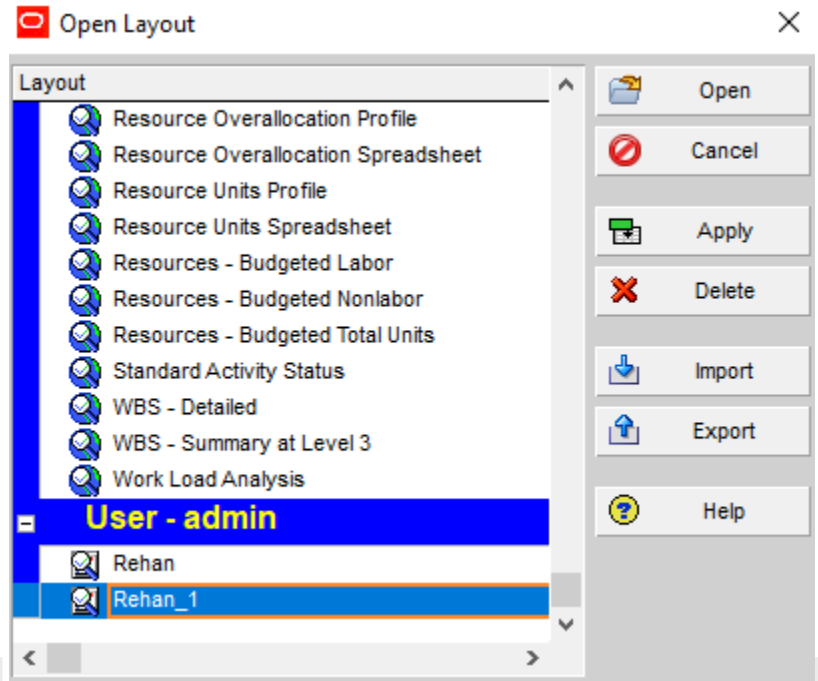 Open Layout
Layout
Resource Overallocation Profile
Resource Overallocation Spreadsheet
Resource Units Profile
Resource Units Spreadsheet
Resources - Budgeted Labor
Resources - Budgeted Nonlabor
Resources - Budgeted Total Units
Standard Activity Status
WBS - Detailed
WBS - Summary at Level 3
Work Load Analysis
User - admin
Rehan
Rehan_1
Open
Cancel
Apply
Delete
Import
Export
Help